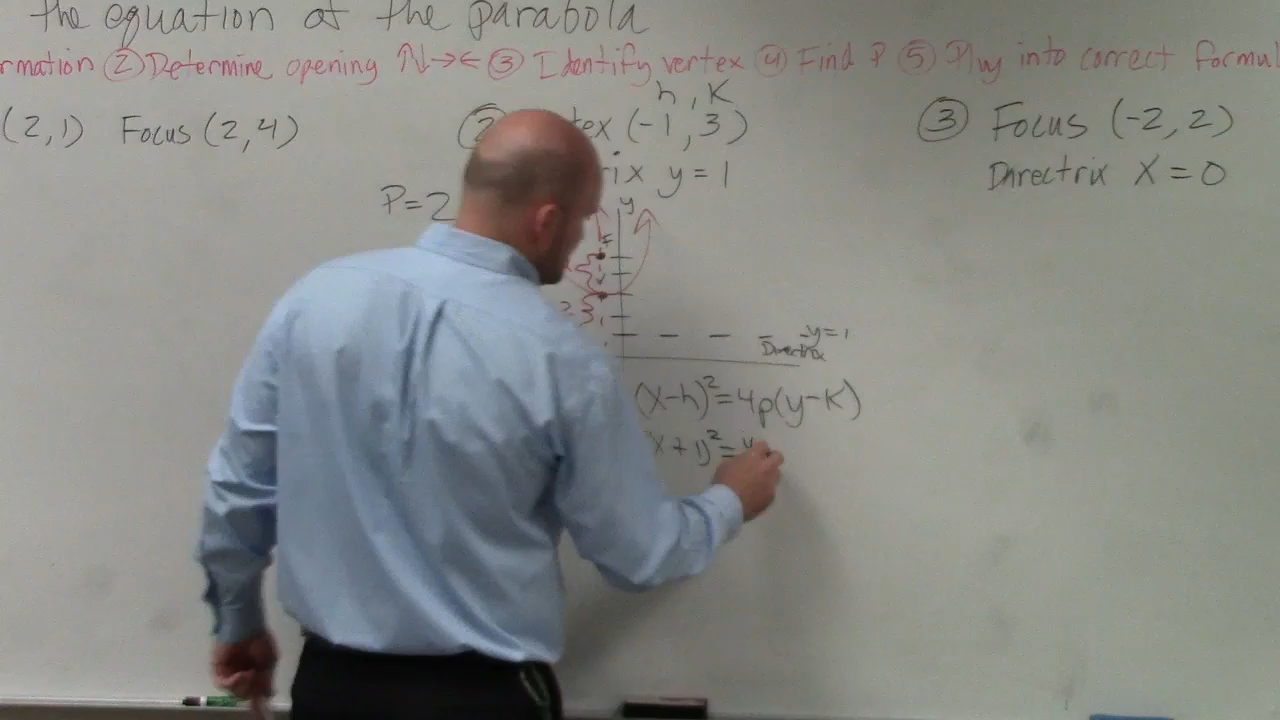 the equation of the parabola
rmation ② Determine opening ↑↓→← ③ Identify vertex ④ Find P ⑤ Plug into correct formul
h, K
(2,1) Focus (2,4)
② tex (-1,3)
rix y = 1
③ Focus (-2,2)
Directrix X = 0
P=2
y
y=1
Directrix
(x-h)²=4p(y-K)
x+1)²=